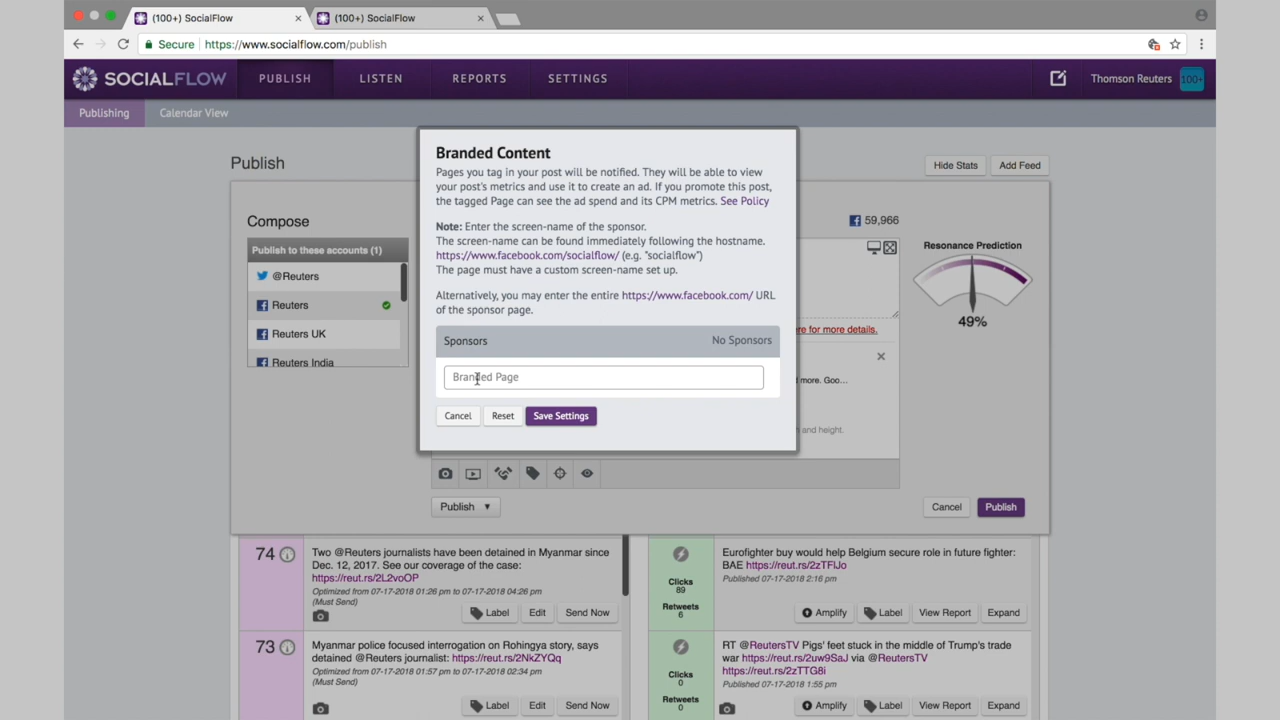 (100+) SocialFlow
(100+) SocialFlow
Secure https://www.socialflow.com/publish
SOCIALFLOW PUBLISH LISTEN REPORTS SETTINGS Thomson Reuters 100+
Publishing Calendar View
Publish Hide Stats Add Feed
Compose 59,966
Publish to these accounts (1)
@Reuters
Reuters
Reuters UK
Reuters India
Branded Content
Pages you tag in your post will be notified. They will be able to view
your post's metrics and use it to create an ad. If you promote this post,
the tagged Page can see the ad spend and its CPM metrics. See Policy
Note: Enter the screen-name of the sponsor.
The screen-name can be found immediately following the hostname.
https://www.facebook.com/socialflow/ (e.g. "socialflow")
The page must have a custom screen-name set up.
Alternatively, you may enter the entire https://www.facebook.com/ URL
of the sponsor page.
Sponsors No Sponsors
Branded Page
Cancel Reset Save Settings
Resonance Prediction
49%
re for more details.
more. Goo...
and height.
Publish ▼ Cancel Publish
74
Two @Reuters journalists have been detained in Myanmar since
Dec. 12, 2017. See our coverage of the case:
https://reut.rs/2L2voOP
Optimized from 07-17-2018 01:26 pm to 07-17-2018 04:26 pm
(Must Send)
Label Edit Send Now
73
Myanmar police focused interrogation on Rohingya story, says
detained @Reuters journalist: https://reut.rs/2NkZYQq
Optimized from 07-17-2018 01:57 pm to 07-17-2018 02:34 pm
(Must Send)
Label Edit Send Now
Clicks
89
Retweets
6
Eurofighter buy would help Belgium secure role in future fighter:
BAE https://reut.rs/2zTFlJo
Published 07-17-2018 2:16 pm
Amplify Label View Report Expand
Clicks
0
Retweets
0
RT @ReutersTV Pigs' feet stuck in the middle of Trump's trade
war https://reut.rs/2uw9SaJ via @ReutersTV
https://reut.rs/2zTTG8i
Published 07-17-2018 1:55 pm
Amplify Label View Report Expand